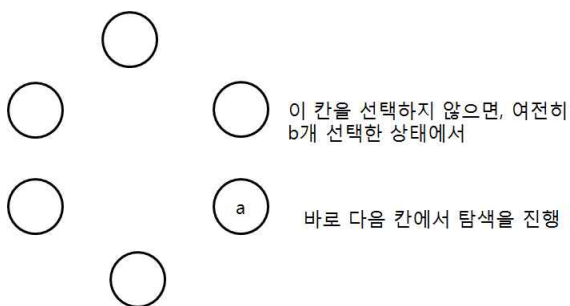 이 칸을 선택하지 않으면, 여전히
b개 선택한 상태에서
a
바로 다음 칸에서 탐색을 진행